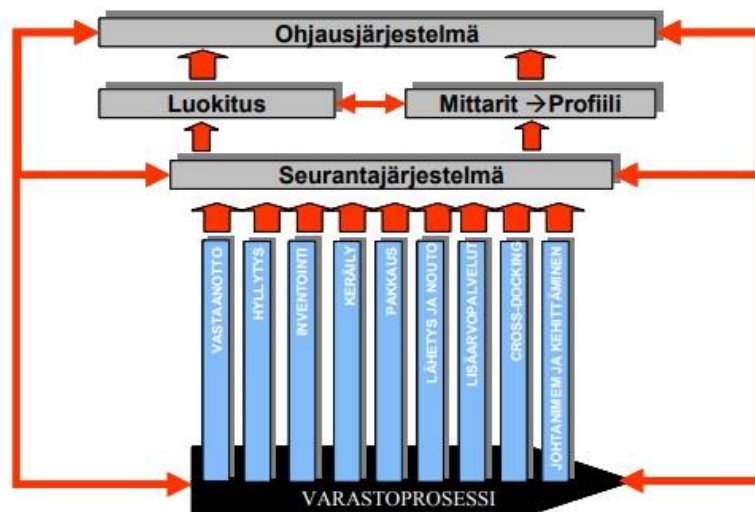 Ohjausjärjestelmä
Luokitus
Mittarit →Profiili
Seurantajärjestelmä
VASTAANOTTO
HYLLYTYS
INVENTOINTI
KERÄILY
PAKKAUS
LÄHETYS JA NOUTO
LISÄARVOPALVELUT
CROSS-DOCKING
JOHTANIMEM JA KEHITTÄMINEN
VARASTOPROSESSI